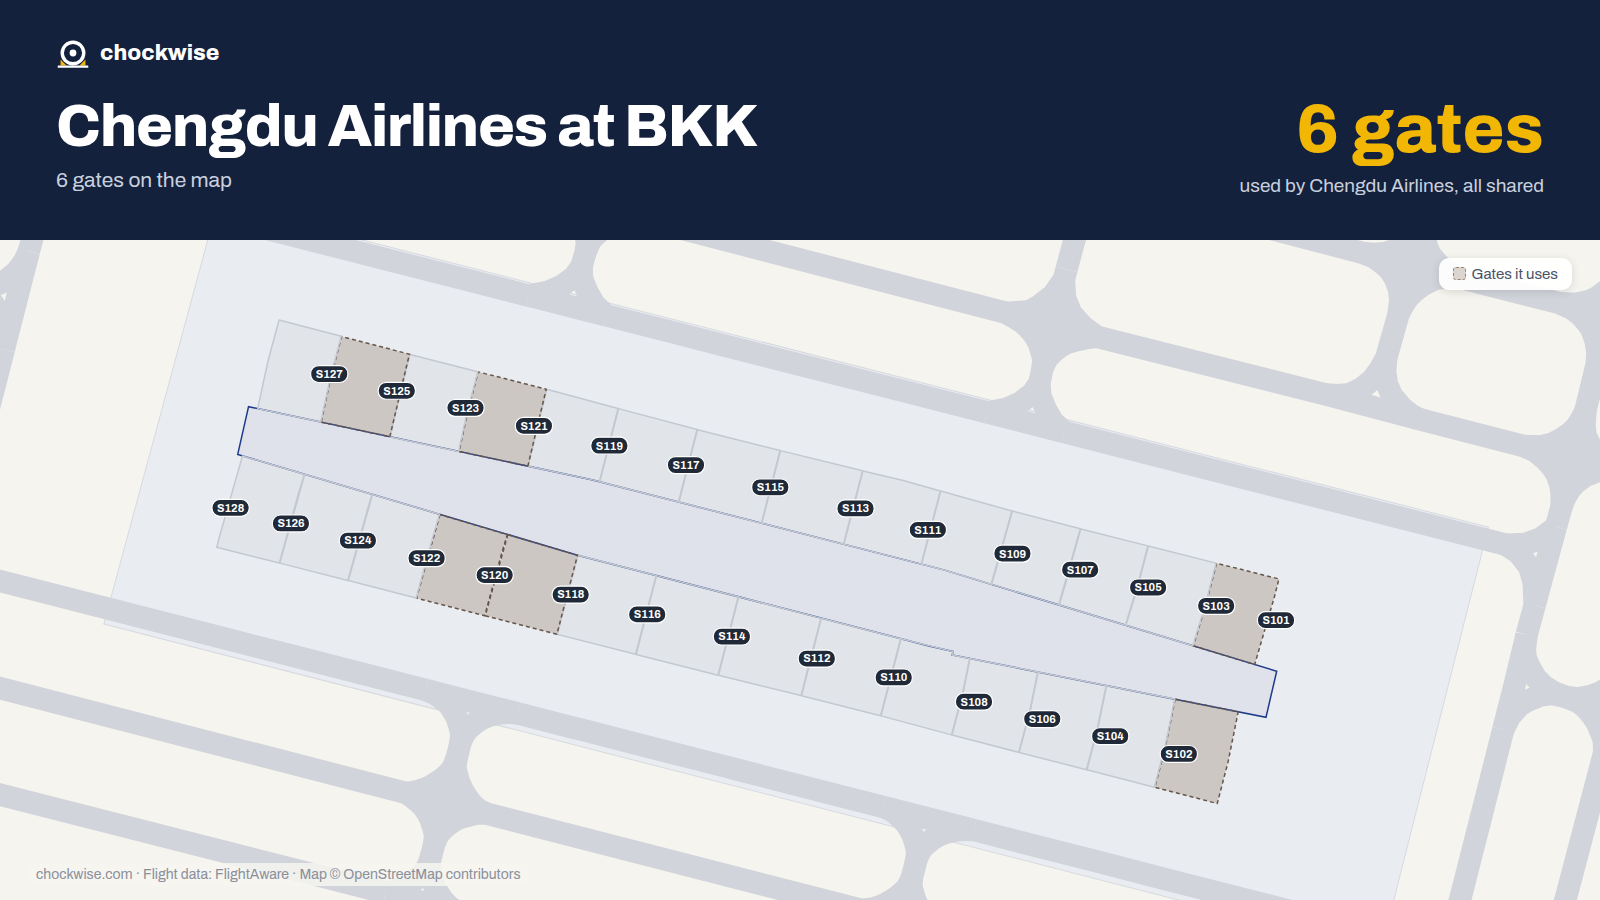 chockwise
Chengdu Airlines at BKK
6 gates on the map
6 gates
used by Chengdu Airlines, all shared
Gates it uses
S127
S125
S123
S121
S119
S117
S115
S113
S111
S109
S107
S105
S103
S101
S128
S126
S124
S122
S120
S118
S116
S114
S112
S110
S108
S106
S104
S102
chockwise.com · Flight data: FlightAware · Map © OpenStreetMap contributors